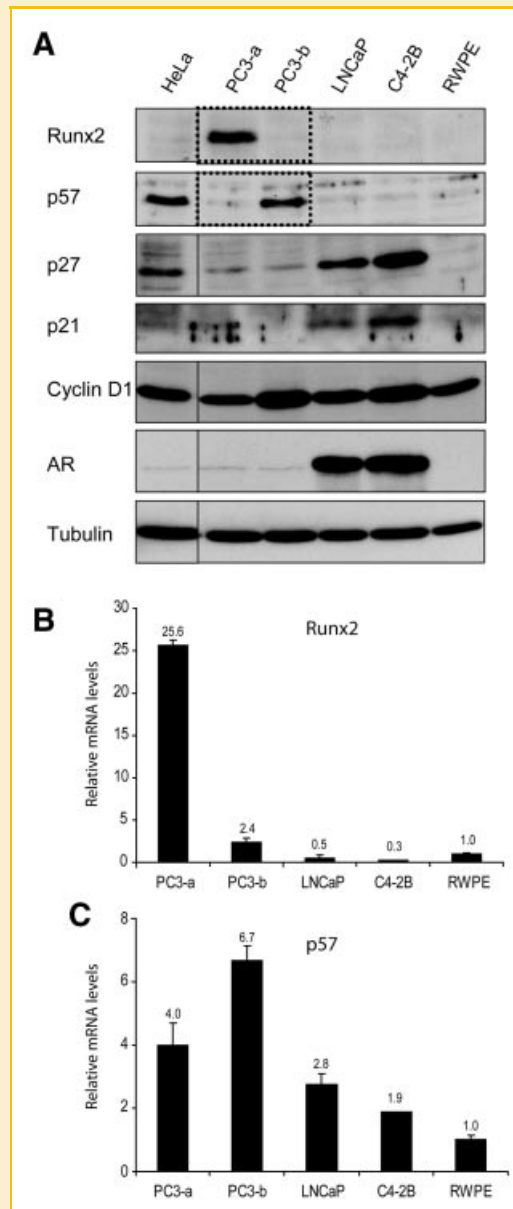 A
HeLa PC3-a PC3-b LNCaP C4-2B RWPE
Runx2
p57
p27
p21
Cyclin D1
AR
Tubulin
B
Runx2
Relative mRNA levels
30
25
20
15
10
5
0
25.6
2.4
0.5
0.3
1.0
PC3-a PC3-b LNCaP C4-2B RWPE
C
p57
Relative mRNA levels
8
6
4
2
0
4.0
6.7
2.8
1.9
1.0
PC3-a PC3-b LNCaP C4-2B RWPE